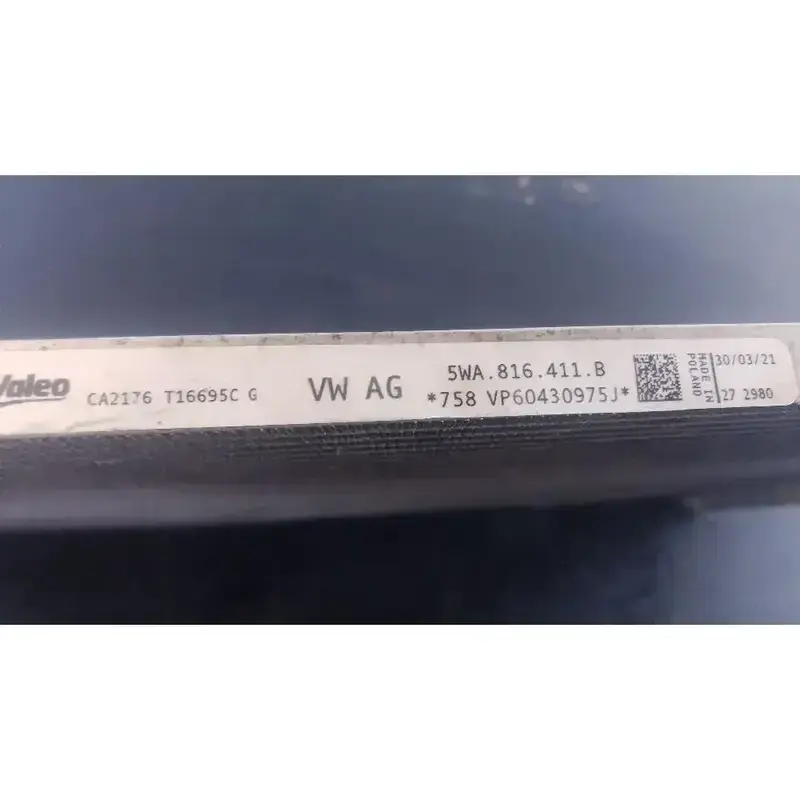 Valeo
CA2176 T16695C G
VW AG
5WA.816.411.B
*758 VP60430975J*
MADE IN
POLAND
30/03/21
27 2980